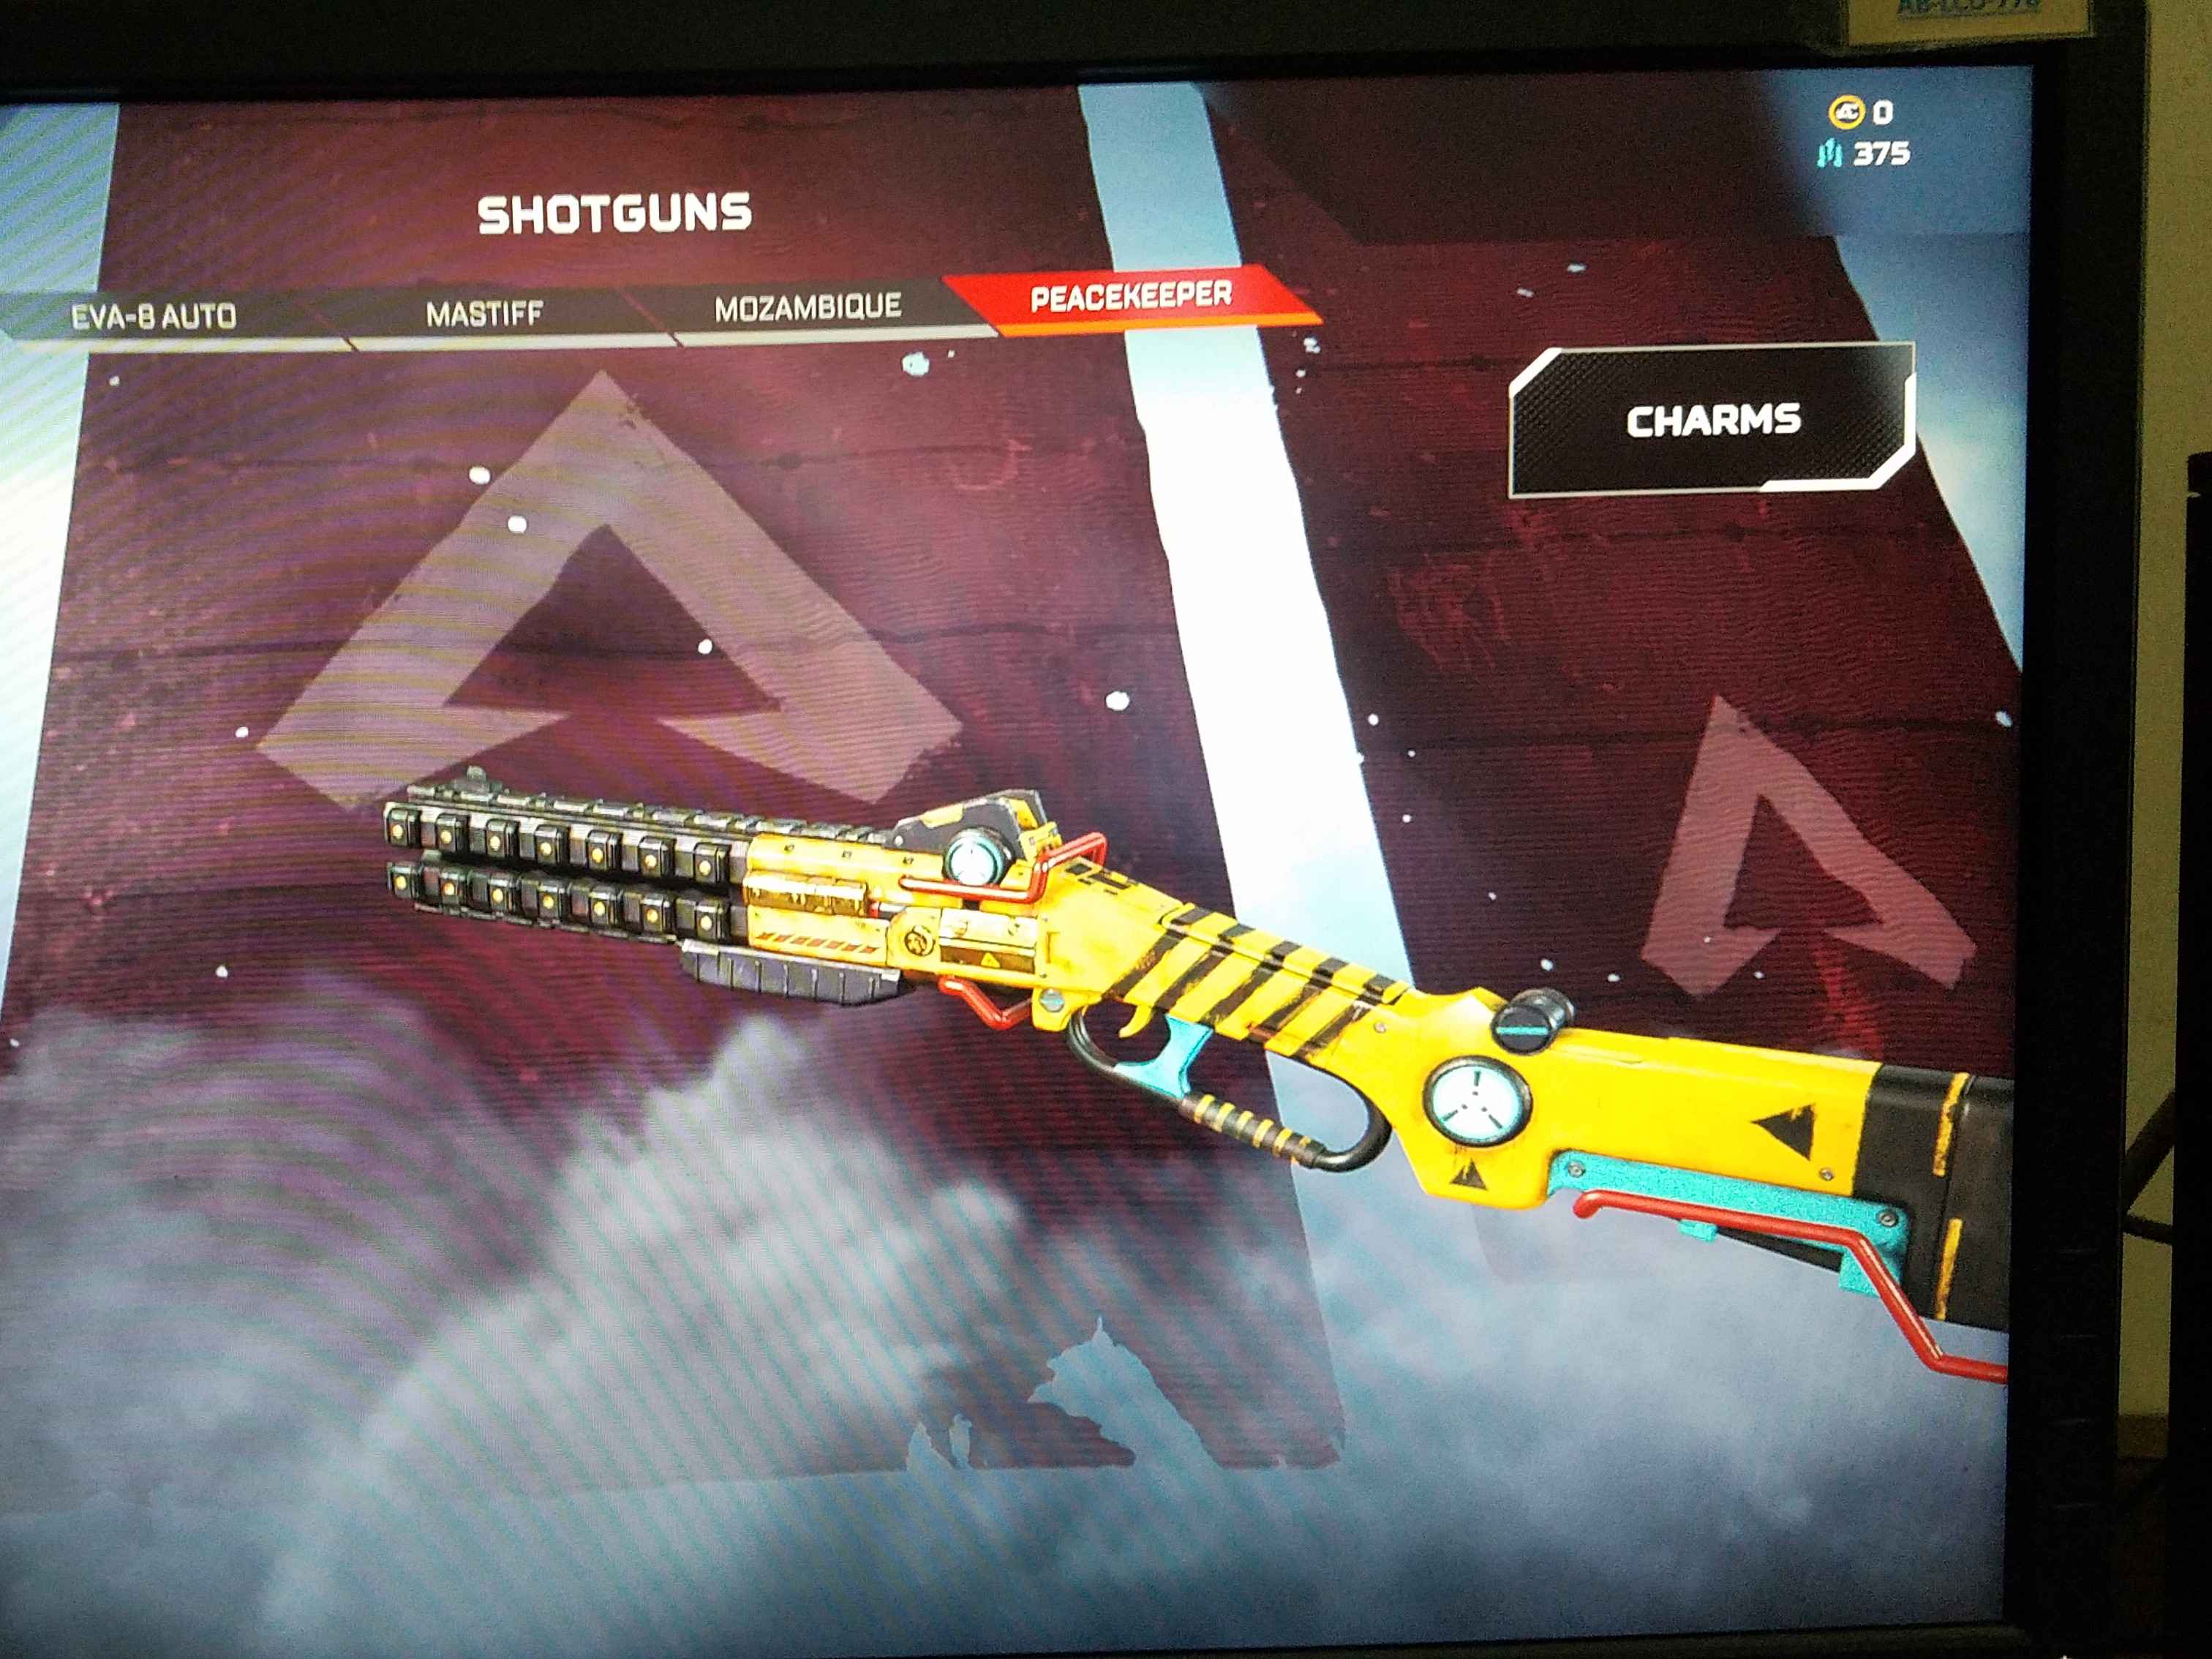 0
375
SHOTGUNS
EVA-8 AUTO
MASTIFF
MOZAMBIQUE
PEACEKEEPER
CHARMS